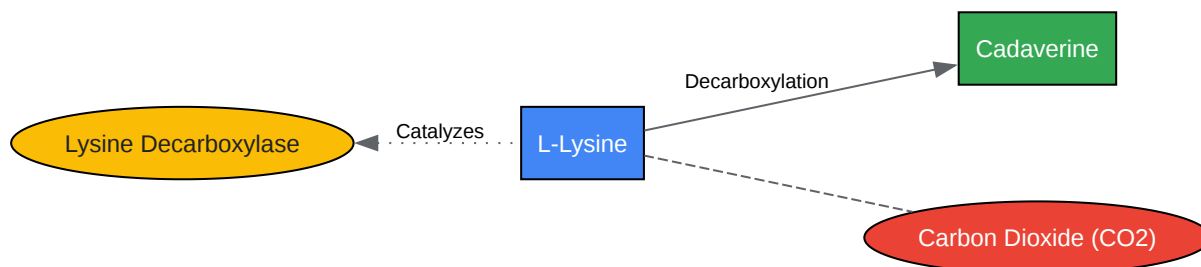 Cadaverine
Decarboxylation
Lysine Decarboxylase
Catalyzes
L-Lysine
Carbon Dioxide (CO2)